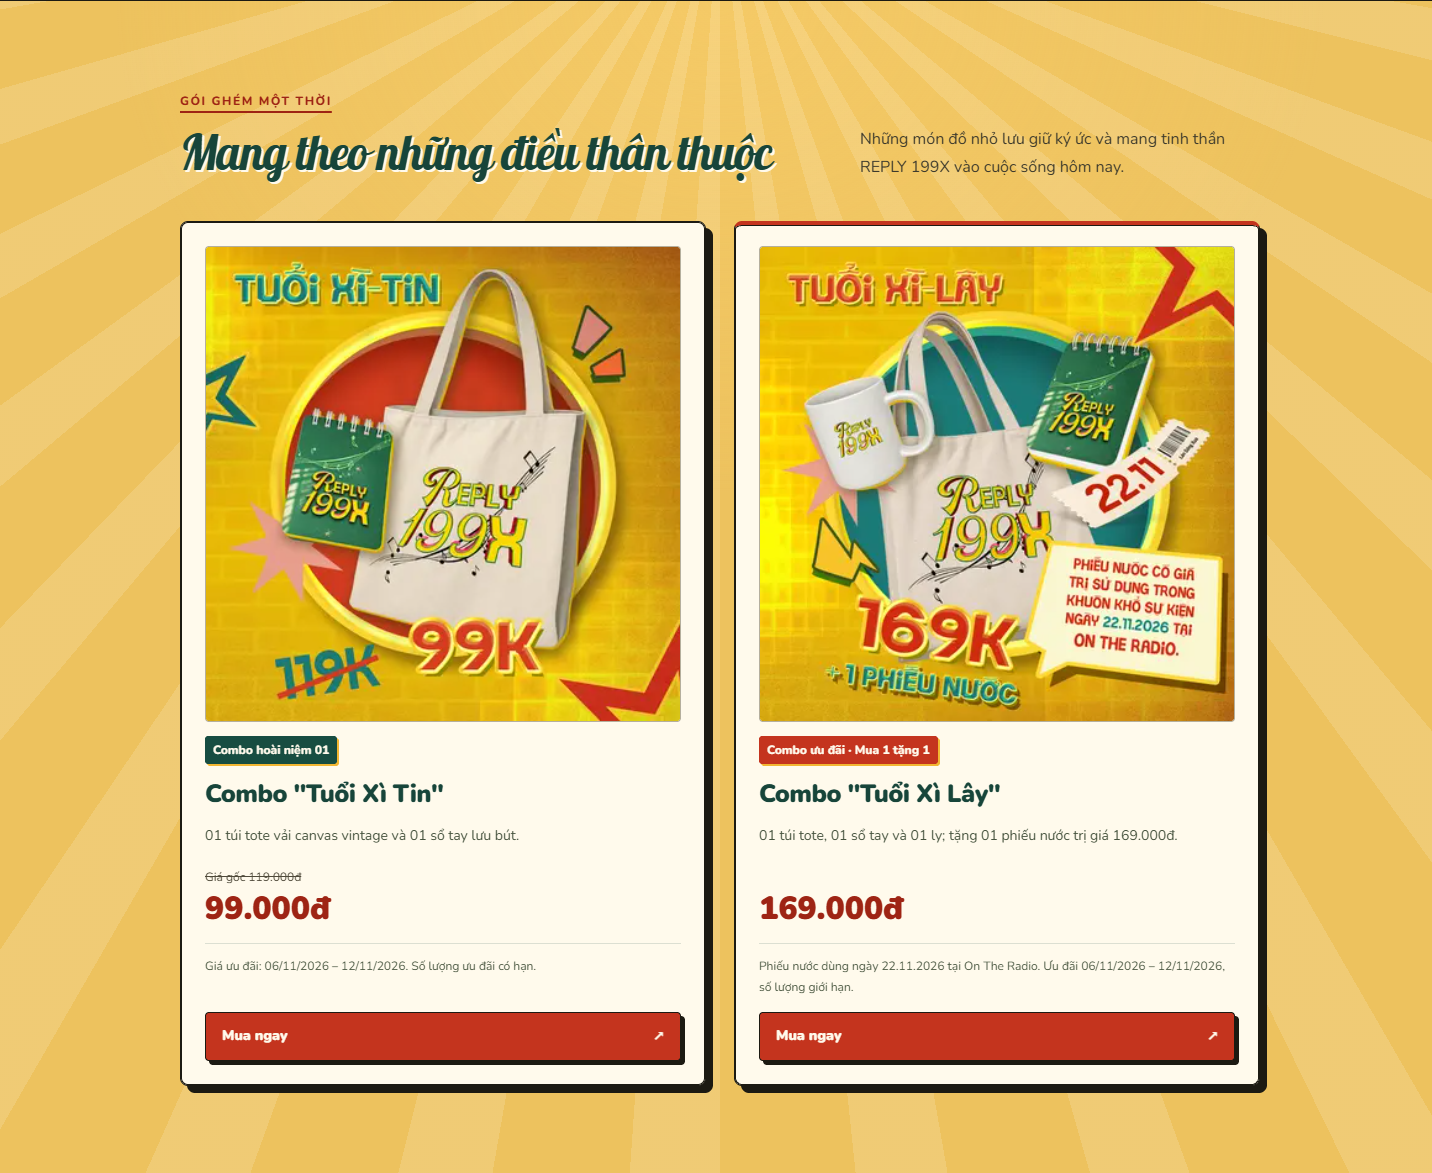 GÓI GHÉM MỘT THỜI
Mang theo những điều thân thuộc
Những món đồ nhỏ lưu giữ ký ức và mang tinh thần
REPLY 199X vào cuộc sống hôm nay.
TUỔI XÌ-TIN
REPLY
199X
REPLY
199X
119K
99K
Combo hoài niệm 01
Combo "Tuổi Xì Tin"
01 túi tote vải canvas vintage và 01 sổ tay lưu bút.
Giá gốc 119.000đ
99.000đ
Giá ưu đãi: 06/11/2026 – 12/11/2026. Số lượng ưu đãi có hạn.
Mua ngay ↗
TUỔI XÌ-LẦY
REPLY
199X
REPLY
199X
REPLY
199X
22.11
PHIẾU NƯỚC CÓ GIÁ
TRỊ SỬ DỤNG TRONG
KHUÔN KHỔ SỰ KIỆN
NGÀY 22.11.2026 TẠI
ON THE RADIO.
169K
+ 1 PHIẾU NƯỚC
Combo ưu đãi · Mua 1 tặng 1
Combo "Tuổi Xì Lầy"
01 túi tote, 01 sổ tay và 01 ly; tặng 01 phiếu nước trị giá 169.000đ.
169.000đ
Phiếu nước dùng ngày 22.11.2026 tại On The Radio. Ưu đãi 06/11/2026 – 12/11/2026,
số lượng giới hạn.
Mua ngay ↗